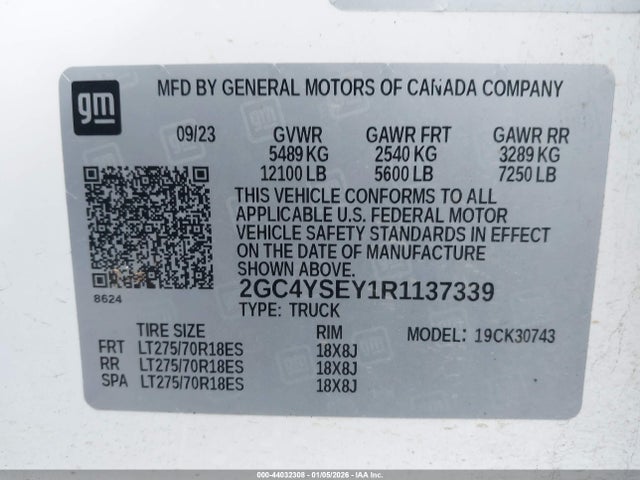 gm
MFD BY GENERAL MOTORS OF CANADA COMPANY
09/23 GVWR GAWR FRT GAWR RR
5489 KG 2540 KG 3289 KG
12100 LB 5600 LB 7250 LB
THIS VEHICLE CONFORMS TO ALL
APPLICABLE U.S. FEDERAL MOTOR
VEHICLE SAFETY STANDARDS IN EFFECT
ON THE DATE OF MANUFACTURE
SHOWN ABOVE.
8624
2GC4YSEY1R1137339
TYPE: TRUCK
TIRE SIZE RIM MODEL: 19CK30743
FRT LT275/70R18ES 18X8J
RR LT275/70R18ES 18X8J
SPA LT275/70R18ES 18X8J
000-44032308 - 01/05/2026 - IAA Inc.